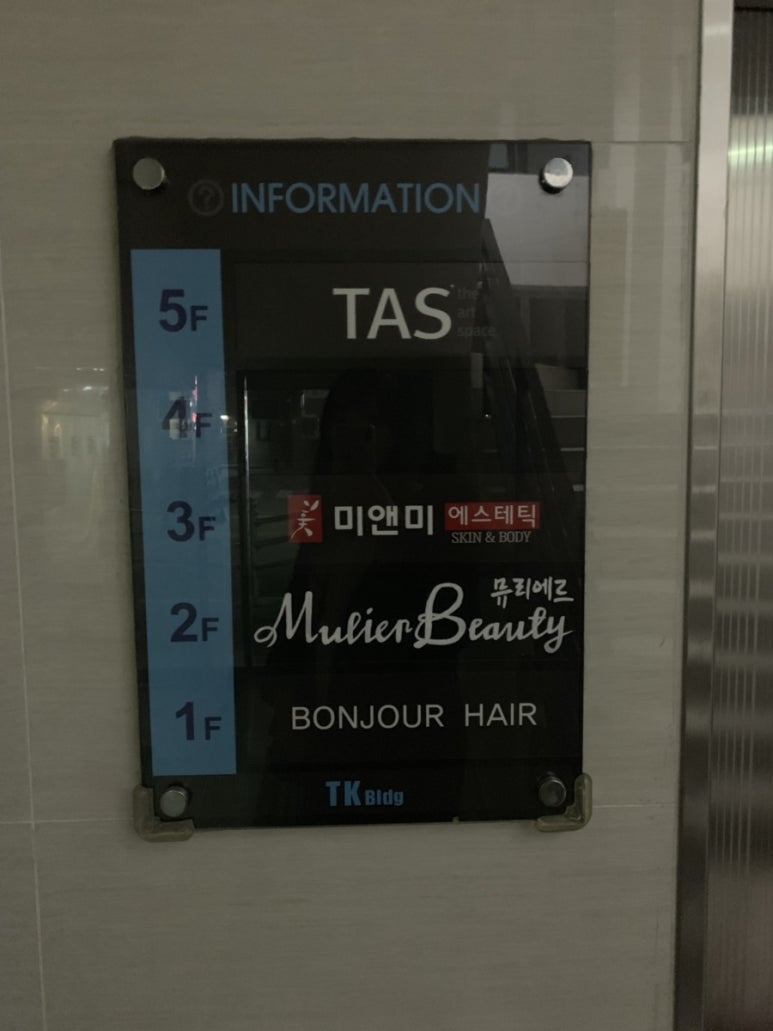 ? INFORMATION
5F
TAS the art space
4F
3F
美 미앤미 에스테틱
SKIN & BODY
2F
뮤리에르
Mulier Beauty
1F
BONJOUR HAIR
TK Bldg